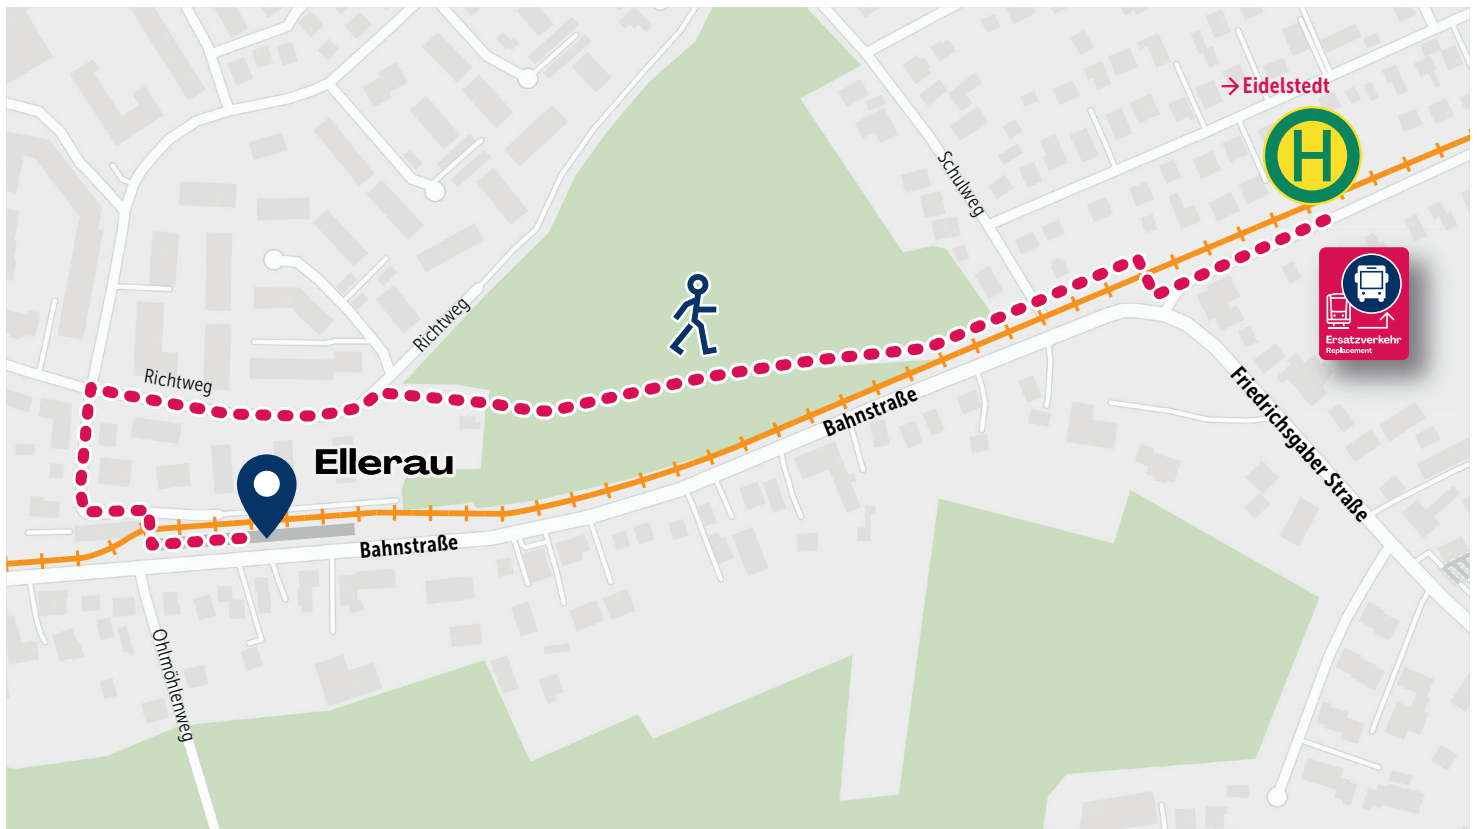 → Eidelstedt
H
Schulweg
Ersatzverkehr
Replacement
Richtweg
Richtweg
Friedrichsgaber Straße
Bahnstraße
Ellerau
Bahnstraße
Ohlmöhlenweg